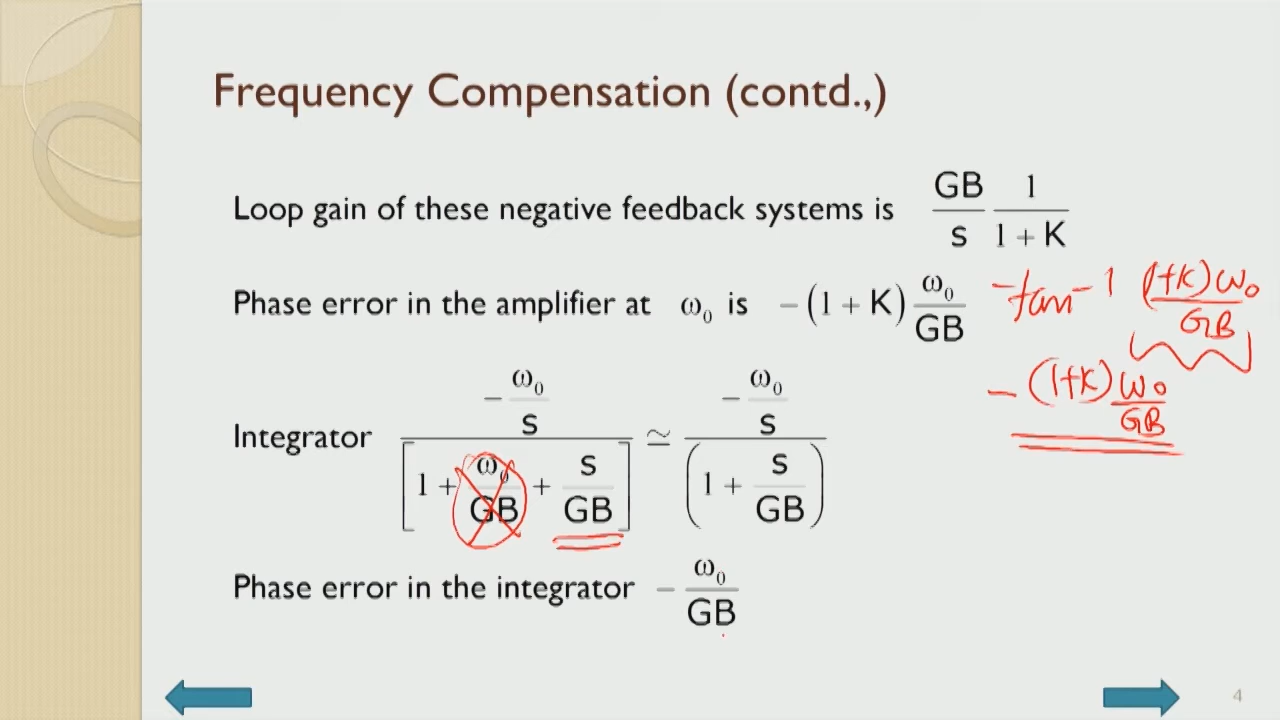 Frequency Compensation (contd.,)
Loop gain of these negative feedback systems is GB/s 1/(1 + K)
Phase error in the amplifier at ω₀ is −(1 + K) ω₀/GB
−tan⁻¹ (1+K)ω₀/GB
−(1+K)ω₀/GB
Integrator (−ω₀/s)/[1 + ω₀/GB + s/GB] ≅ (−ω₀/s)/(1 + s/GB)
Phase error in the integrator −ω₀/GB
4